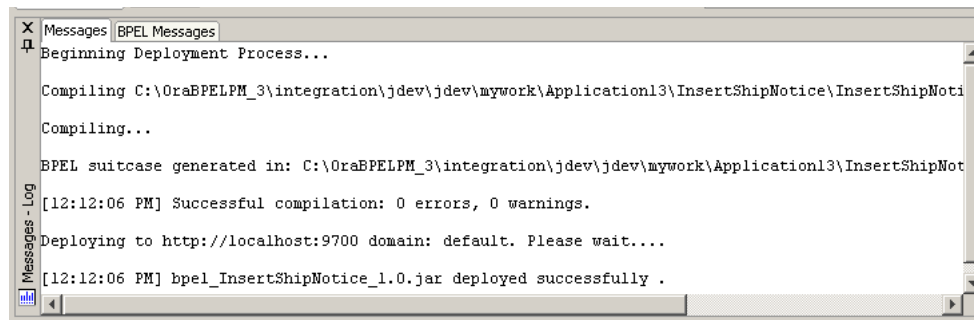 Messages BPEL Messages
Beginning Deployment Process...
Compiling C:\OraBPELPM_3\integration\jdev\jdev\mywork\Application13\InsertShipNotice\InsertShipNoti
Compiling...
BPEL suitcase generated in: C:\OraBPELPM_3\integration\jdev\jdev\mywork\Application13\InsertShipNot
[12:12:06 PM] Successful compilation: 0 errors, 0 warnings.
Deploying to http://localhost:9700 domain: default. Please wait....
[12:12:06 PM] bpel_InsertShipNotice_1.0.jar deployed successfully .
Messages - Log